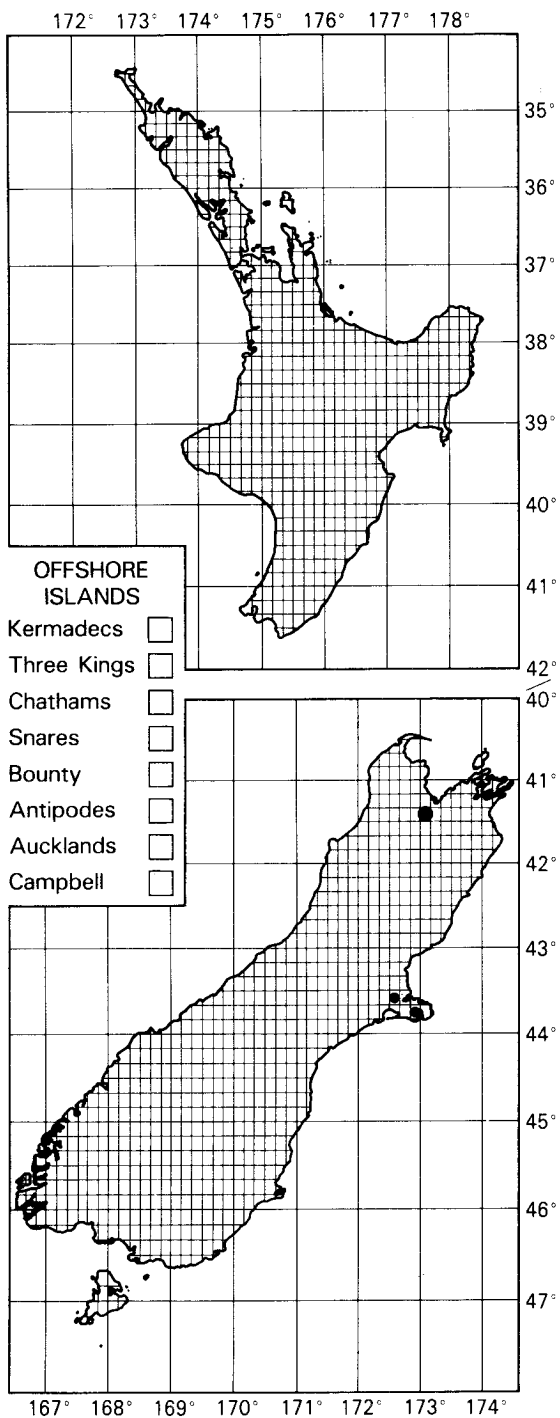 172° 173° 174° 175° 176° 177° 178°
35°
36°
37°
38°
39°
40°
41°
42°
OFFSHORE
ISLANDS
Kermadecs
Three Kings
Chathams
Snares
Bounty
Antipodes
Aucklands
Campbell
40°
41°
42°
43°
44°
45°
46°
47°
167° 168° 169° 170° 171° 172° 173° 174°